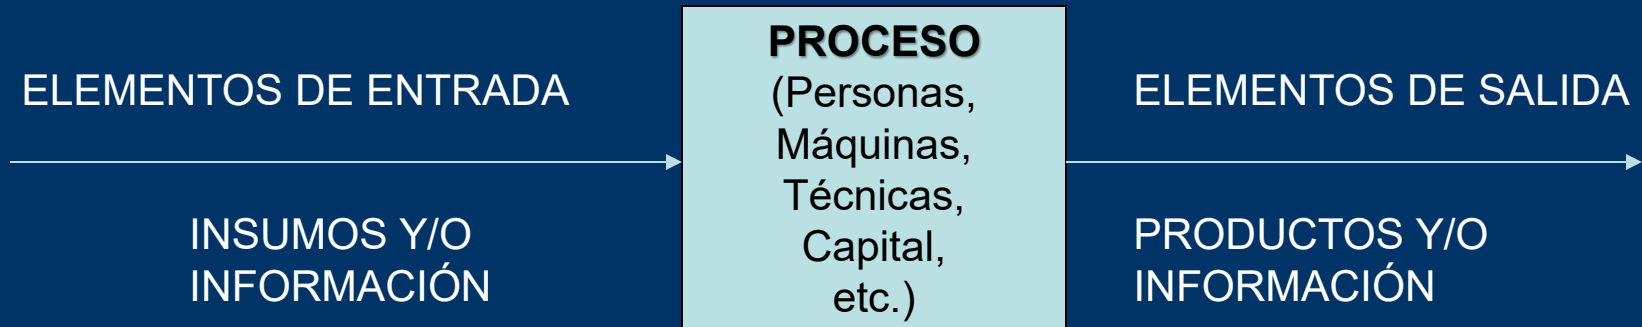 ELEMENTOS DE ENTRADA
INSUMOS Y/O
INFORMACIÓN
PROCESO
(Personas,
Máquinas,
Técnicas,
Capital,
etc.)
ELEMENTOS DE SALIDA
PRODUCTOS Y/O
INFORMACIÓN